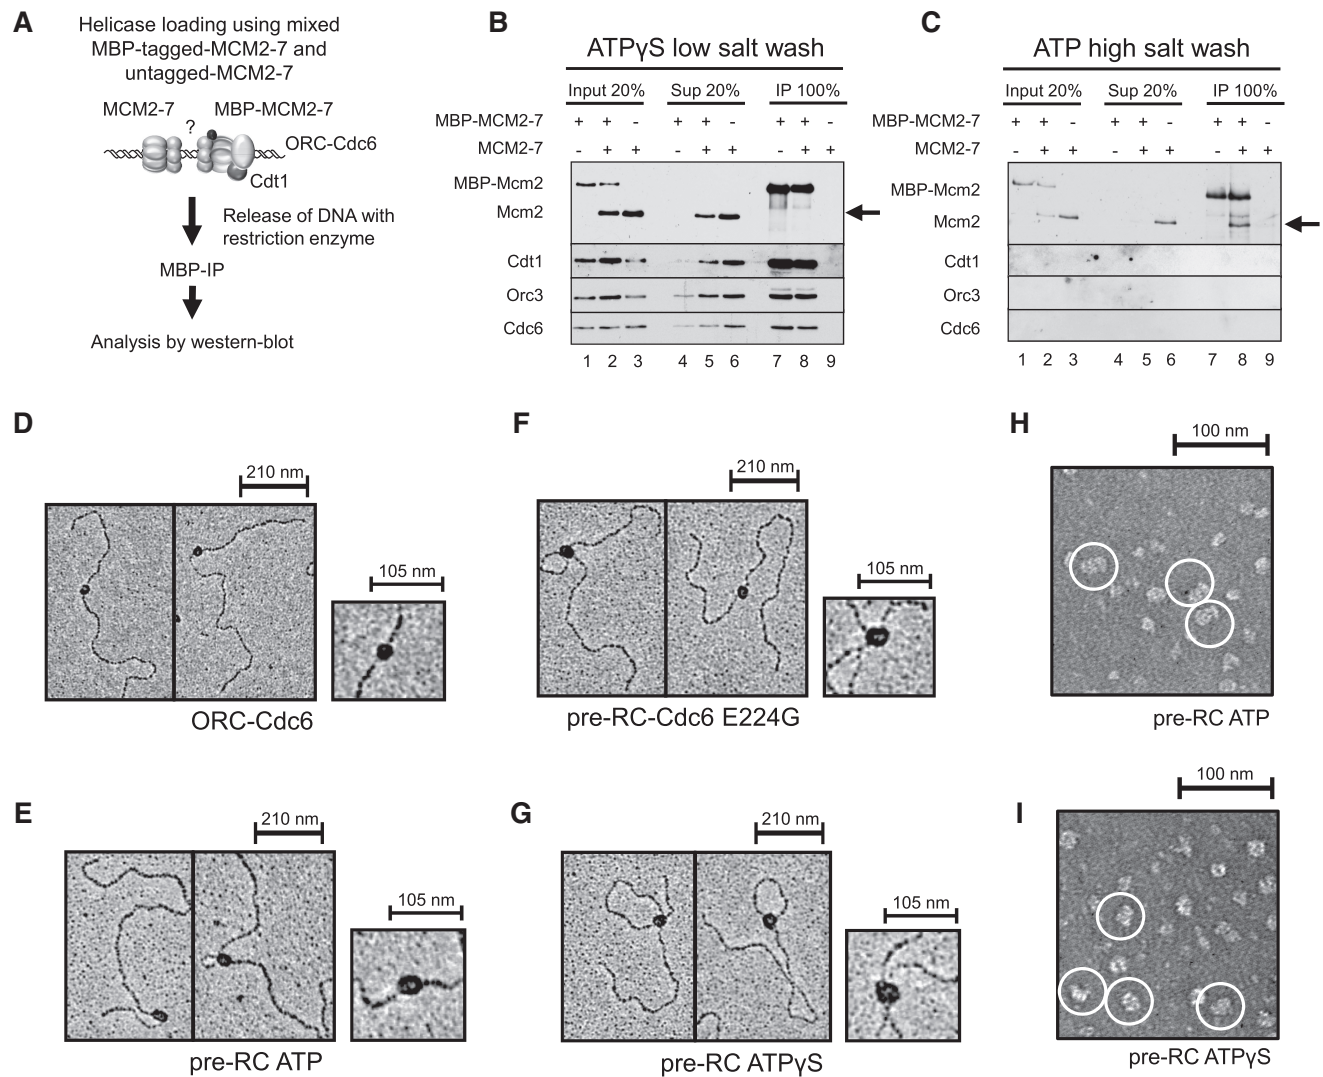 A
Helicase loading using mixed
MBP-tagged-MCM2-7 and
untagged-MCM2-7
MCM2-7 MBP-MCM2-7
?
ORC-Cdc6
Cdt1
Release of DNA with
restriction enzyme
MBP-IP
Analysis by western-blot
B
ATPγS low salt wash
Input 20% Sup 20% IP 100%
MBP-MCM2-7 + + - + + - + + -
MCM2-7 - + + - + + - + +
MBP-Mcm2
Mcm2
Cdt1
Orc3
Cdc6
1 2 3 4 5 6 7 8 9
C
ATP high salt wash
Input 20% Sup 20% IP 100%
MBP-MCM2-7 + + - + + - + + -
MCM2-7 - + + - + + - + +
MBP-Mcm2
Mcm2
Cdt1
Orc3
Cdc6
1 2 3 4 5 6 7 8 9
D
210 nm
105 nm
ORC-Cdc6
F
210 nm
105 nm
pre-RC-Cdc6 E224G
H
100 nm
pre-RC ATP
E
210 nm
105 nm
pre-RC ATP
G
210 nm
105 nm
pre-RC ATPγS
I
100 nm
pre-RC ATPγS